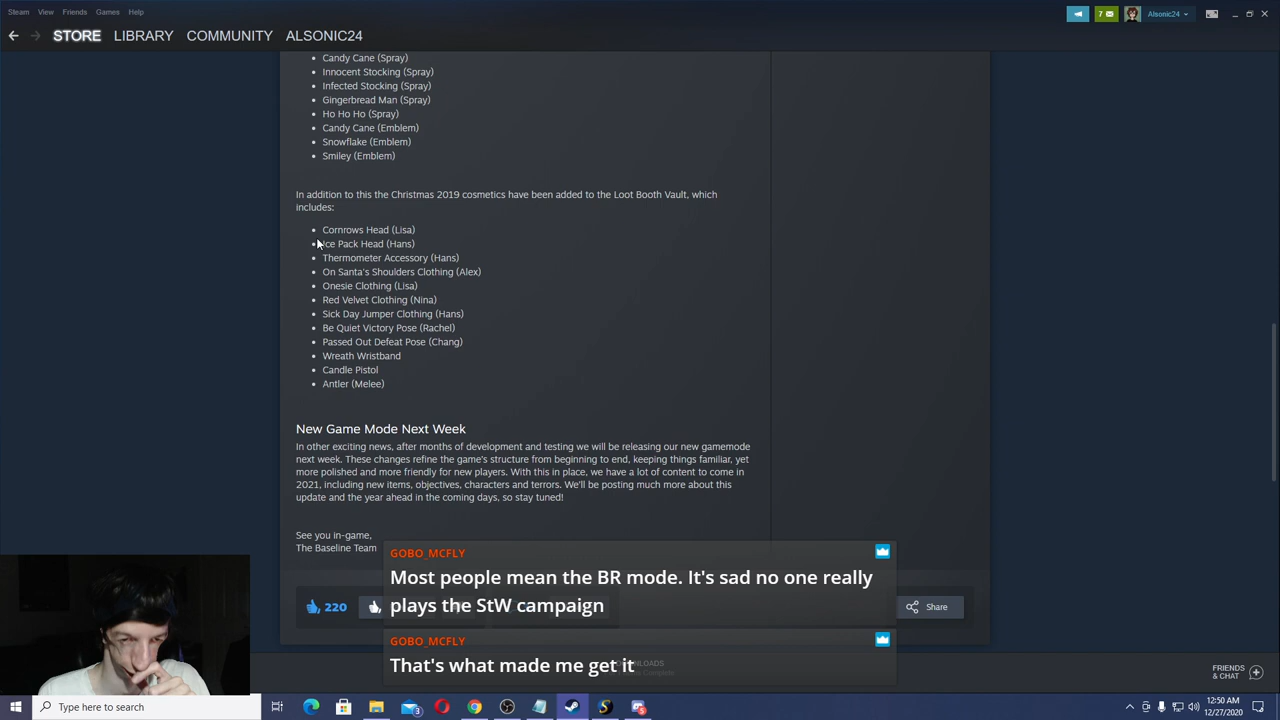 Steam View Friends Games Help
7 Alsonic24
STORE LIBRARY COMMUNITY ALSONIC24
Candy Cane (Spray)
Innocent Stocking (Spray)
Infected Stocking (Spray)
Gingerbread Man (Spray)
Ho Ho Ho (Spray)
Candy Cane (Emblem)
Snowflake (Emblem)
Smiley (Emblem)
In addition to this the Christmas 2019 cosmetics have been added to the Loot Booth Vault, which
includes:
Cornrows Head (Lisa)
Ice Pack Head (Hans)
Thermometer Accessory (Hans)
On Santa's Shoulders Clothing (Alex)
Onesie Clothing (Lisa)
Red Velvet Clothing (Nina)
Sick Day Jumper Clothing (Hans)
Be Quiet Victory Pose (Rachel)
Passed Out Defeat Pose (Chang)
Wreath Wristband
Candle Pistol
Antler (Melee)
New Game Mode Next Week
In other exciting news, after months of development and testing we will be releasing our new gamemode
next week. These changes refine the game's structure from beginning to end, keeping things familiar, yet
more polished and more friendly for new players. With this in place, we have a lot of content to come in
2021, including new items, objectives, characters and terrors. We'll be posting much more about this
update and the year ahead in the coming days, so stay tuned!
See you in-game,
The Baseline Team
GOBO_MCFLY
Most people mean the BR mode. It's sad no one really
plays the StW campaign
220
Share
GOBO_MCFLY
That's what made me get it
FRIENDS
& CHAT
Type here to search
3
12:50 AM
12/27/2020